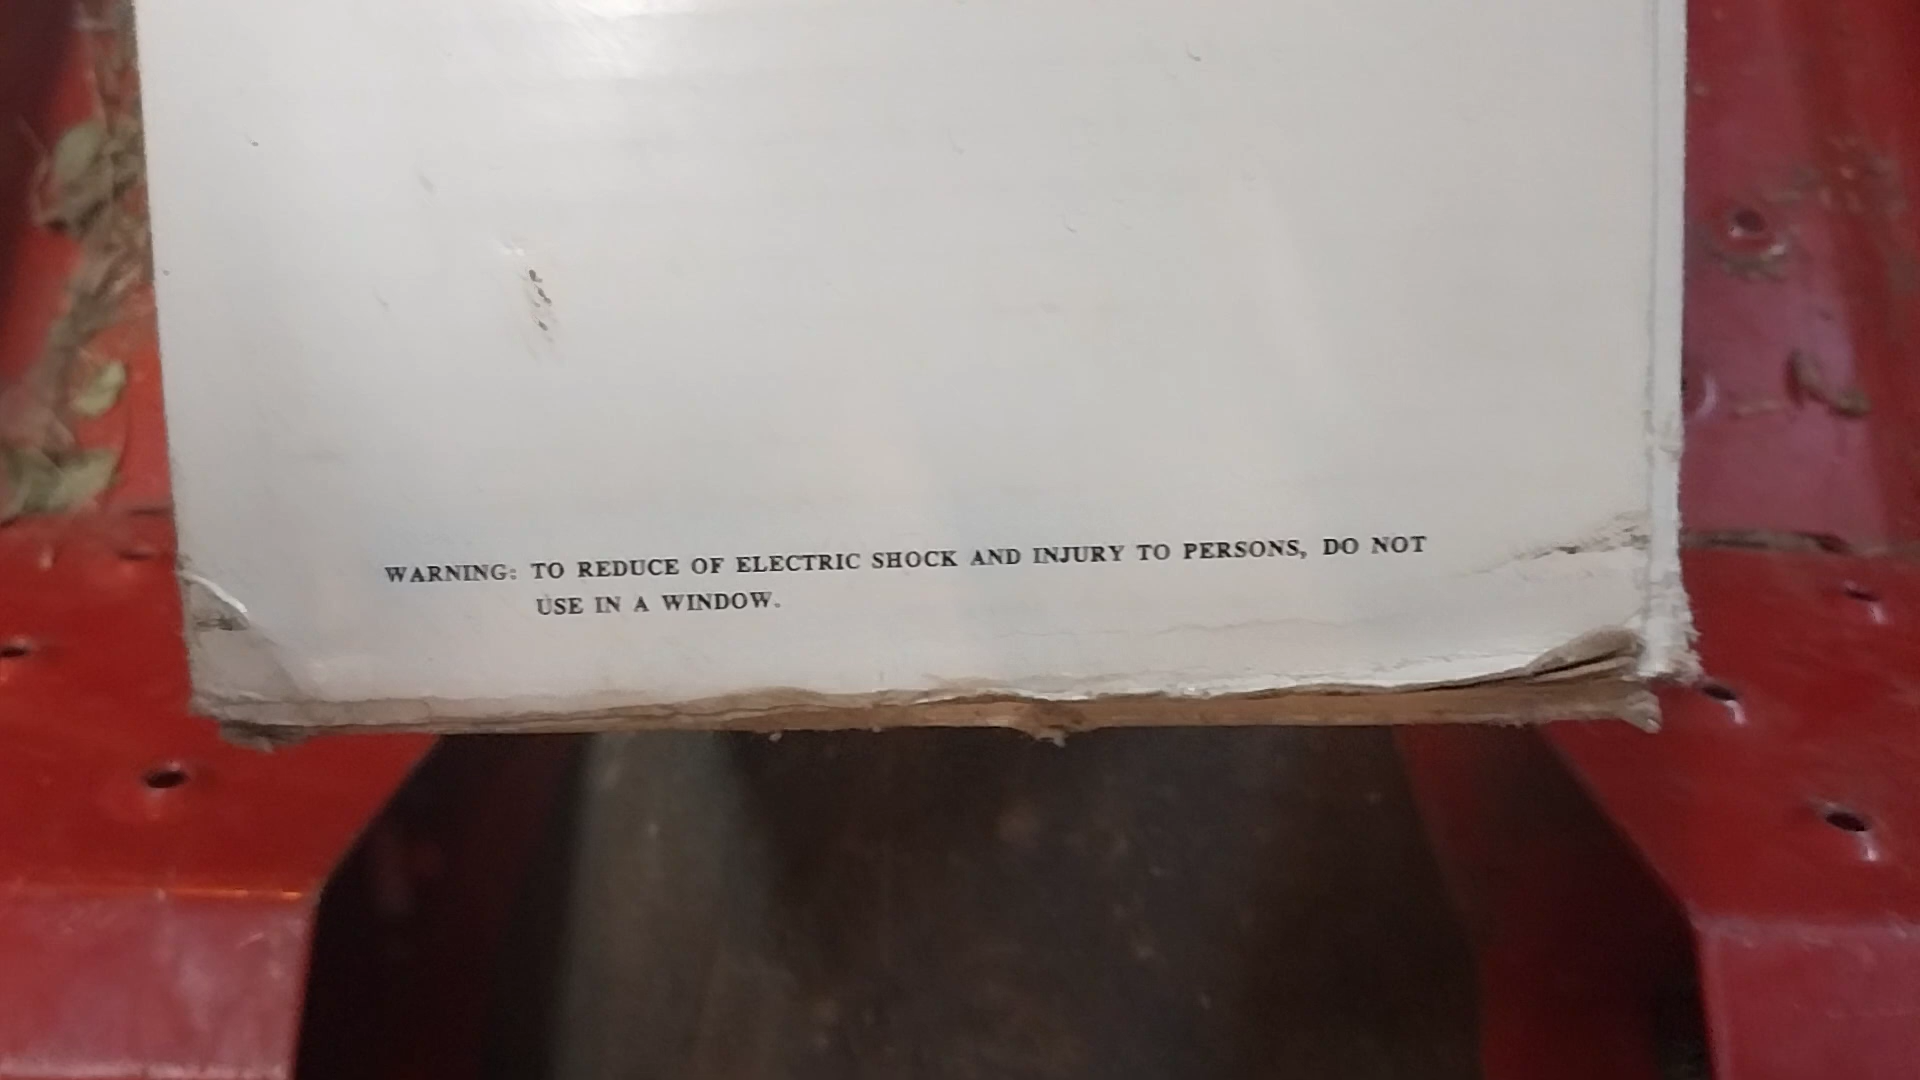 WARNING: TO REDUCE OF ELECTRIC SHOCK AND INJURY TO PERSONS, DO NOT
USE IN A WINDOW.